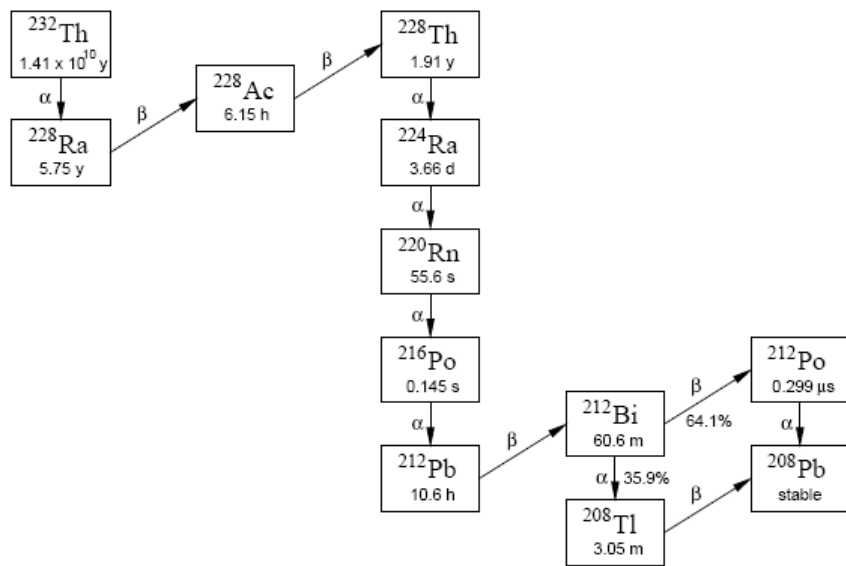 ²³²Th
1.41 x 10¹⁰ y
α
²²⁸Ra
5.75 y
β
²²⁸Ac
6.15 h
β
²²⁸Th
1.91 y
α
²²⁴Ra
3.66 d
α
²²⁰Rn
55.6 s
α
²¹⁶Po
0.145 s
α
²¹²Pb
10.6 h
β
²¹²Bi
60.6 m
β
64.1%
²¹²Po
0.299 µs
α
α 35.9%
²⁰⁸Tl
3.05 m
β
²⁰⁸Pb
stable